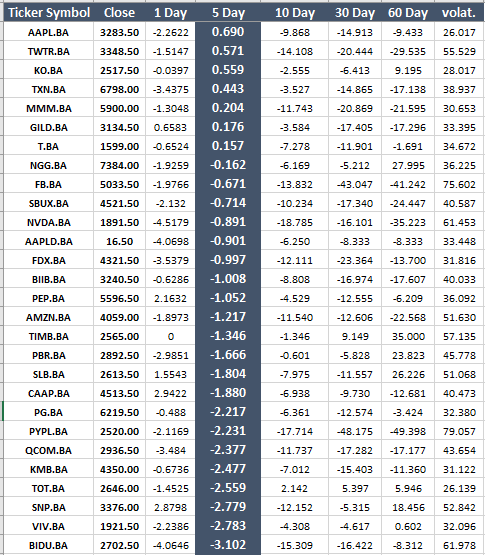 Ticker Symbol Close 1 Day 5 Day 10 Day 30 Day 60 Day volat.
AAPL.BA 3283.50 -2.2622 0.690 -9.868 -14.913 -9.433 26.017
TWTR.BA 3348.50 -1.5147 0.571 -14.108 -20.444 -29.535 55.529
KO.BA 2517.50 -0.0397 0.559 -2.555 -6.413 9.195 28.017
TXN.BA 6798.00 -3.4375 0.443 -3.527 -14.865 -17.138 38.937
MMM.BA 5900.00 -1.3048 0.204 -11.743 -20.869 -21.595 30.653
GILD.BA 3134.50 0.6583 0.176 -3.584 -17.405 -17.296 33.395
T.BA 1599.00 -0.6524 0.157 -7.278 -11.901 -1.691 34.672
NGG.BA 7384.00 -1.9259 -0.162 -6.169 -5.212 27.995 36.225
FB.BA 5033.50 -1.9766 -0.671 -13.832 -43.047 -41.242 75.602
SBUX.BA 4521.50 -2.132 -0.714 -10.234 -17.340 -24.447 40.587
NVDA.BA 1891.50 -4.5179 -0.891 -18.785 -16.101 -35.223 61.453
AAPLD.BA 16.50 -4.0698 -0.901 -6.250 -8.333 -8.333 33.448
FDX.BA 4321.50 -3.5379 -0.997 -12.111 -23.364 -13.700 31.816
BIIB.BA 3240.50 -0.6286 -1.008 -8.808 -16.974 -17.607 40.033
PEP.BA 5596.50 2.1632 -1.052 -4.529 -12.555 -6.209 36.092
AMZN.BA 4059.00 -1.8973 -1.217 -11.540 -12.606 -22.568 51.630
TIMB.BA 2565.00 0 -1.346 -1.346 9.149 35.000 57.135
PBR.BA 2892.50 -2.9851 -1.666 -0.601 -5.828 23.823 45.778
SLB.BA 2613.50 1.5543 -1.804 -7.975 -11.557 26.226 51.068
CAAP.BA 4513.50 2.9422 -1.880 -6.938 -9.730 -12.681 40.473
PG.BA 6219.50 -0.488 -2.217 -6.361 -12.574 -3.424 32.380
PYPL.BA 2520.00 -2.1169 -2.231 -17.714 -48.175 -49.398 79.057
QCOM.BA 2936.50 -3.484 -2.377 -11.737 -17.282 -17.177 43.654
KMB.BA 4350.00 -0.6736 -2.477 -7.012 -15.403 -11.360 31.122
TOT.BA 2646.00 -1.4525 -2.559 2.142 5.397 5.946 26.139
SNP.BA 3376.00 2.8798 -2.779 -12.152 -5.315 18.456 52.842
VIV.BA 1921.50 -2.2386 -2.783 -4.308 -4.617 0.602 32.096
BIDU.BA 2702.50 -4.0646 -3.102 -15.309 -16.422 -8.312 61.978